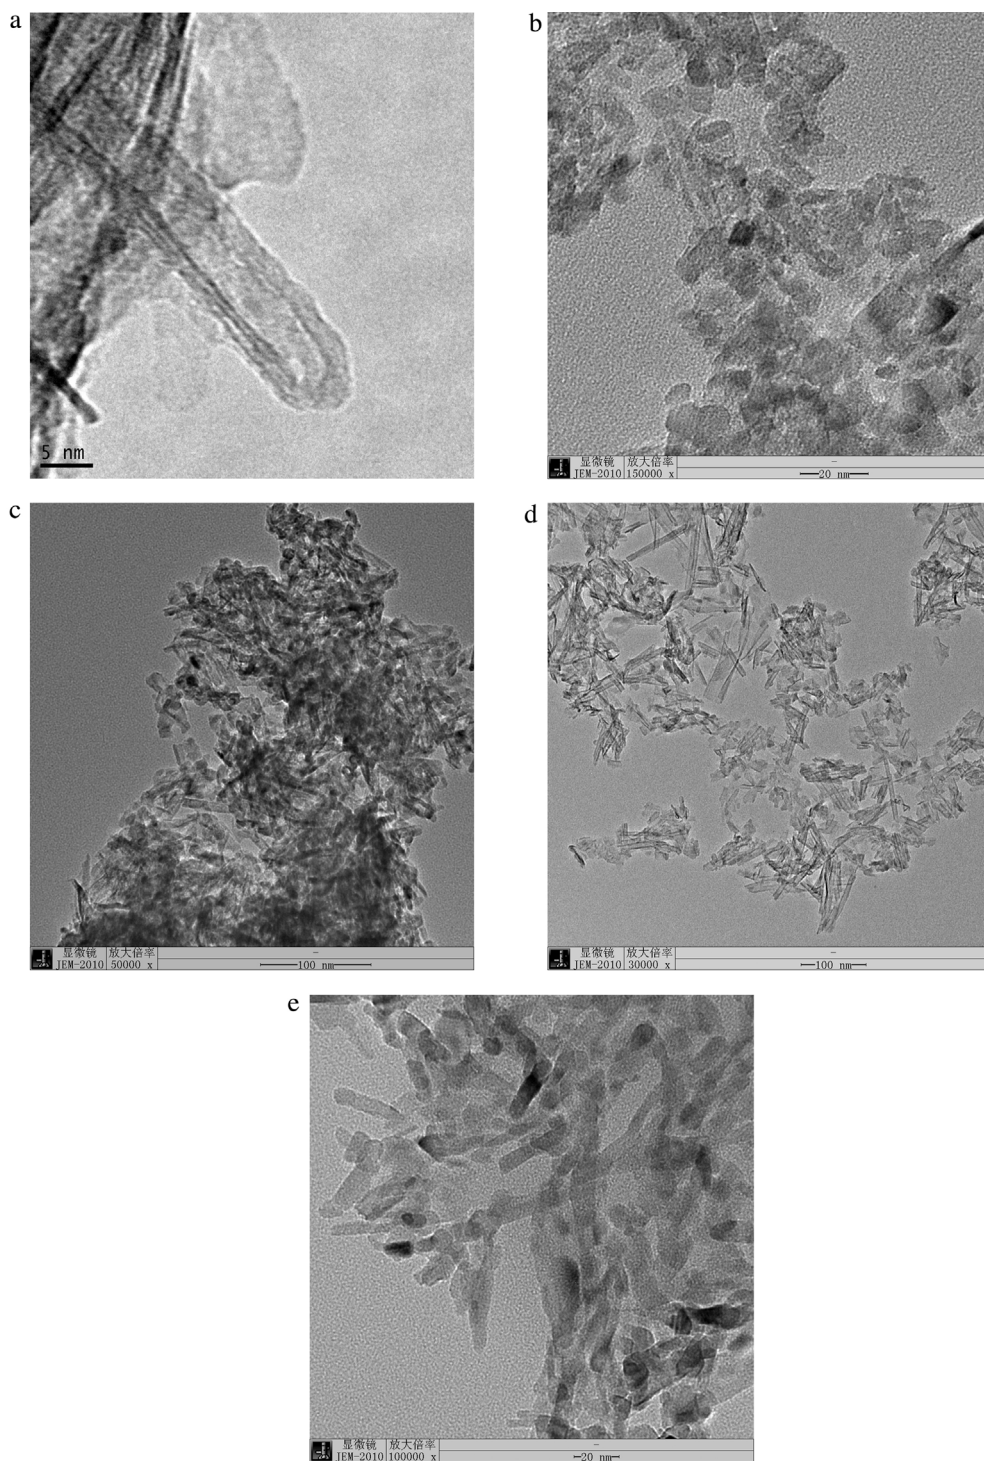 a
5 nm
b
显微镜 放大倍率 —
JEM-2010 150000 x 20 nm
c
显微镜 放大倍率 —
JEM-2010 50000 x 100 nm
d
显微镜 放大倍率 —
JEM-2010 30000 x 100 nm
e
显微镜 放大倍率 —
JEM-2010 100000 x 20 nm